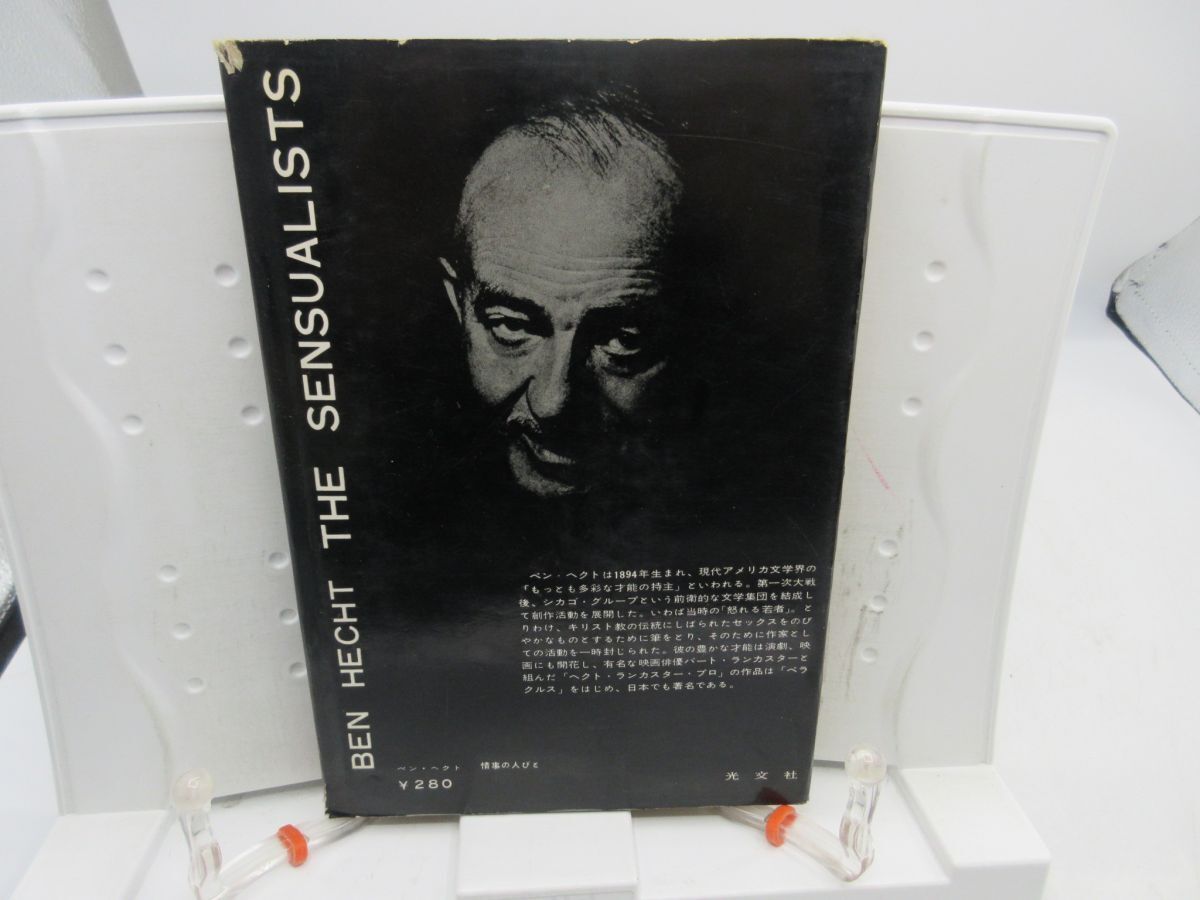 BEN HECHT THE SENSUALISTS
ベン・ヘクトは1894年生まれ、現代アメリカ文学界の
「もっとも多彩な才能の持主」といわれる。第一次大戦
後、シカゴ・グループという前衛的な文学集団を結成し
て創作活動を展開した。いわば当時の「怒れる若者」。と
りわけ、キリスト教の伝統にしばられたセックスをのび
やかなものとするために筆をとり、そのために作家とし
ての活動を一時封じられた。彼の豊かな才能は演劇、映
画にも開花し、有名な映画俳優バート・ランカスターと
組んだ「ヘクト・ランカスター・プロ」の作品は「ベラ
クルス」をはじめ、日本でも著名である。
ベン・ヘクト 情事の人びと
¥280
光文社